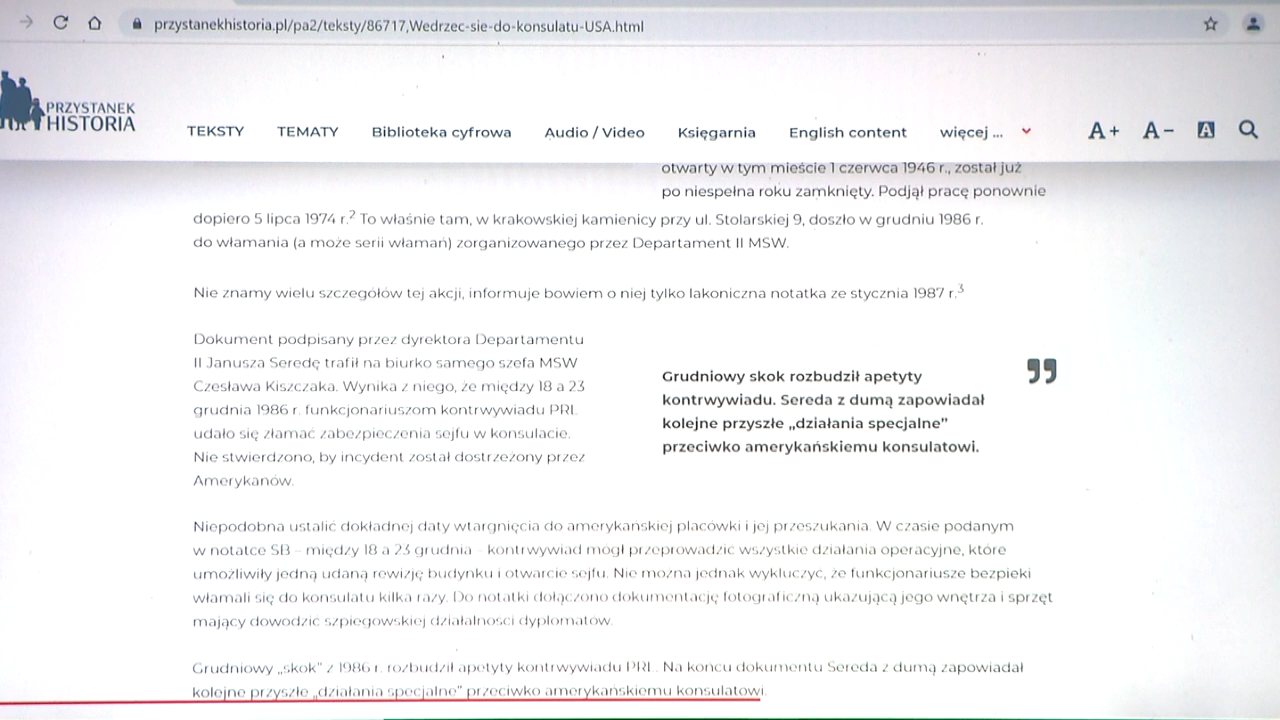 przystanekhistoria.pl/pa2/teksty/86717,Wedrzec-sie-do-konsulatu-USA.html
PRZYSTANEK
HISTORIA
TEKSTY TEMATY Biblioteka cyfrowa Audio / Video Księgarnia English content więcej ... A+ A- A
otwarty w tym mieście 1 czerwca 1946 r., został już
po niespełna roku zamknięty. Podjął pracę ponownie
dopiero 5 lipca 1974 r.2 To właśnie tam, w krakowskiej kamienicy przy ul. Stolarskiej 9, doszło w grudniu 1986 r.
do włamania (a może serii włamań) zorganizowanego przez Departament II MSW.
Nie znamy wielu szczegółów tej akcji, informuje bowiem o niej tylko lakoniczna notatka ze stycznia 1987 r.3
Dokument podpisany przez dyrektora Departamentu
II Janusza Seredę trafił na biurko samego szefa MSW
Czesława Kiszczaka. Wynika z niego, że między 18 a 23
grudnia 1986 r. funkcjonariuszom kontrwywiadu PRL
udało się złamać zabezpieczenia sejfu w konsulacie.
Nie stwierdzono, by incydent został dostrzeżony przez
Amerykanów.
Grudniowy skok rozbudził apetyty
kontrwywiadu. Sereda z dumą zapowiadał
kolejne przyszłe „działania specjalne”
przeciwko amerykańskiemu konsulatowi.
Niepodobna ustalić dokładnej daty wtargnięcia do amerykańskiej placówki i jej przeszukania. W czasie podanym
w notatce SB – między 18 a 23 grudnia – kontrwywiad mógł przeprowadzić wszystkie działania operacyjne, które
umożliwiły jedną udaną rewizję budynku i otwarcie sejfu. Nie można jednak wykluczyć, że funkcjonariusze bezpieki
włamali się do konsulatu kilka razy. Do notatki dołączono dokumentację fotograficzną ukazującą jego wnętrza i sprzęt
mający dowodzić szpiegowskiej działalności dyplomatów.
Grudniowy „skok” z 1986 r. rozbudził apetyty kontrwywiadu PRL. Na końcu dokumentu Sereda z dumą zapowiadał
kolejne przyszłe „działania specjalne” przeciwko amerykańskiemu konsulatowi.